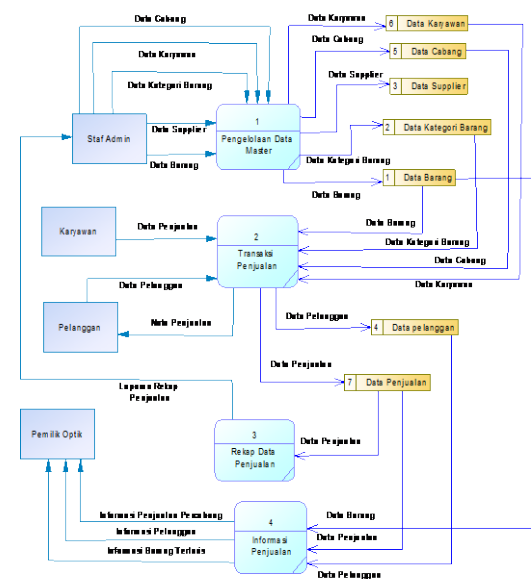 Data Cabang
Data Karyawan
Data Kategori Barang
Data Karyawan
Data Cabang
Data Supplier
6 Data Karyawan
5 Data Cabang
3 Data Supplier
2 Data Kategori Barang
1 Data Barang
Staf Admin
Data Supplier
Data Barang
1
Pengelolaan Data
Master
Data Kategori Barang
Data Barang
Karyawan
Data Penjualan
2
Transaksi
Penjualan
Data Barang
Data Kategori Barang
Data Cabang
Data Karyawan
Pelanggan
Data Pelanggan
Nota Penjualan
Data Pelanggan
4 Data pelanggan
Data Penjualan
7 Data Penjualan
Laporan Rekap
Penjualan
Pemilik Optik
3
Rekap Data
Penjualan
Data Penjualan
Informasi Penjualan Percabang
Informasi Pelanggan
Informasi Barang Terlaris
4
Informasi
Penjualan
Data Barang
Data Penjualan
Data Pelanggan